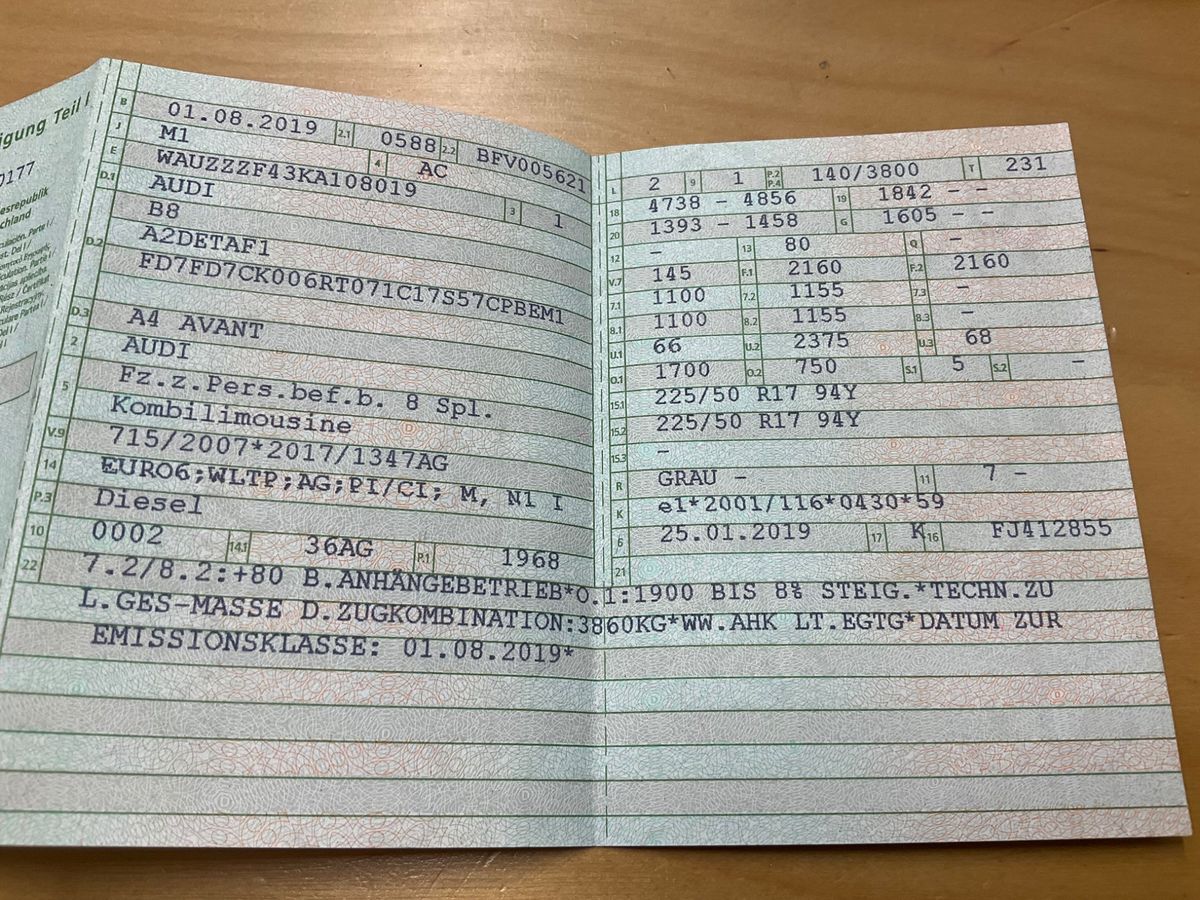 igung Teil I
0177
esrepublik
chland
B 01.08.2019 2.1 0588 2.2 BFV005621
J M1 4 AC
E WAUZZZF43KA108019 3 1
D.1 AUDI
B8
D.2 A2DETAF1
FD7FD7CK006RT071C17S57CPBEM1
D.3 A4 AVANT
2 AUDI
5 Fz.z.Pers.bef.b. 8 Spl.
Kombilimousine
V.9 715/2007*2017/1347AG
14 EURO6;WLTP;AG;PI/CI; M, N1 I
P.3 Diesel
10 0002 14.1 36AG P.1 1968
L 2 9 1 P.2 P.4 140/3800 T 231
18 4738 - 4856 19 1842 - -
20 1393 - 1458 G 1605 - -
12 - 13 80 Q -
V.7 145 F.1 2160 F.2 2160
7.1 1100 7.2 1155 7.3 -
8.1 1100 8.2 1155 8.3 -
U.1 66 U.2 2375 U.3 68
O.1 1700 O.2 750 S.1 5 S.2 -
15.1 225/50 R17 94Y
15.2 225/50 R17 94Y
15.3 -
R GRAU - 11 7 -
K e1*2001/116*0430*59
6 25.01.2019 17 K 16 FJ412855
21
22 7.2/8.2:+80 B.ANHÄNGEBETRIEB*O.1:1900 BIS 8% STEIG.*TECHN.ZU
L.GES-MASSE D.ZUGKOMBINATION:3860KG*WW.AHK LT.EGTG*DATUM ZUR
EMISSIONSKLASSE: 01.08.2019*